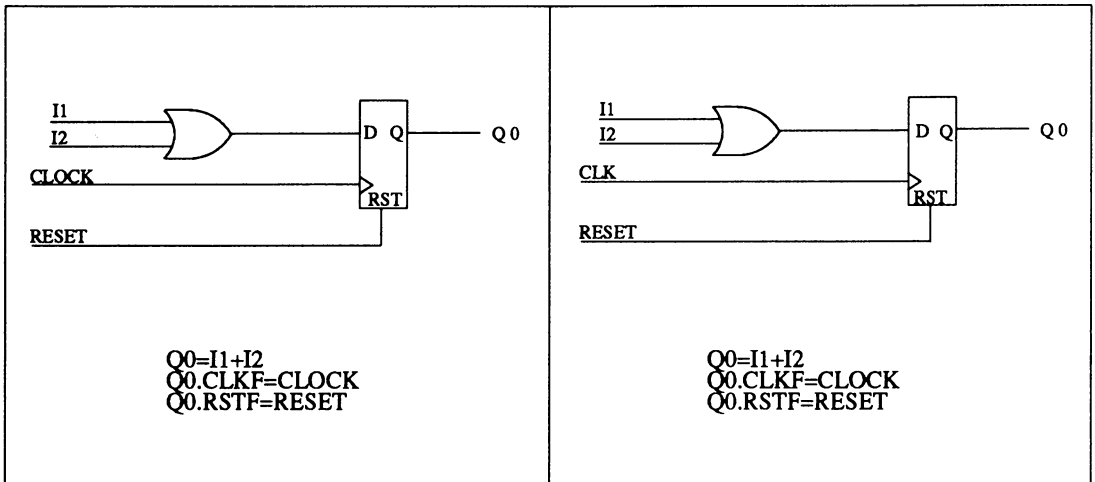 I1
I2
D Q
Q0
CLOCK
RST
RESET
Q0=I1+I2
Q0.CLKF=CLOCK
Q0.RSTF=RESET
I1
I2
D Q
Q0
CLK
RST
RESET
Q0=I1+I2
Q0.CLKF=CLOCK
Q0.RSTF=RESET